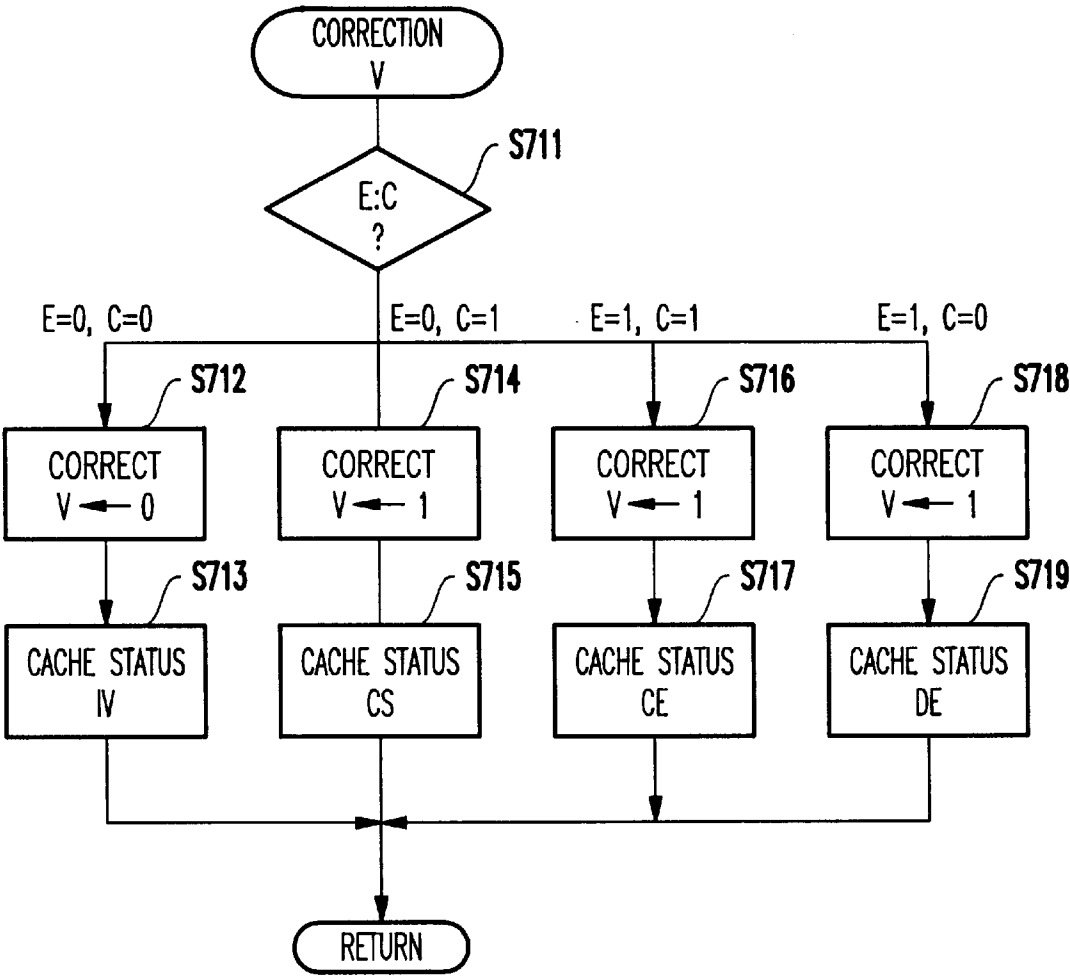 CORRECTION
V
S711
E:C
?
E=0, C=0
E=0, C=1
E=1, C=1
E=1, C=0
S712
S714
S716
S718
CORRECT
V ← 0
CORRECT
V ← 1
CORRECT
V ← 1
CORRECT
V ← 1
S713
S715
S717
S719
CACHE STATUS
IV
CACHE STATUS
CS
CACHE STATUS
CE
CACHE STATUS
DE
RETURN